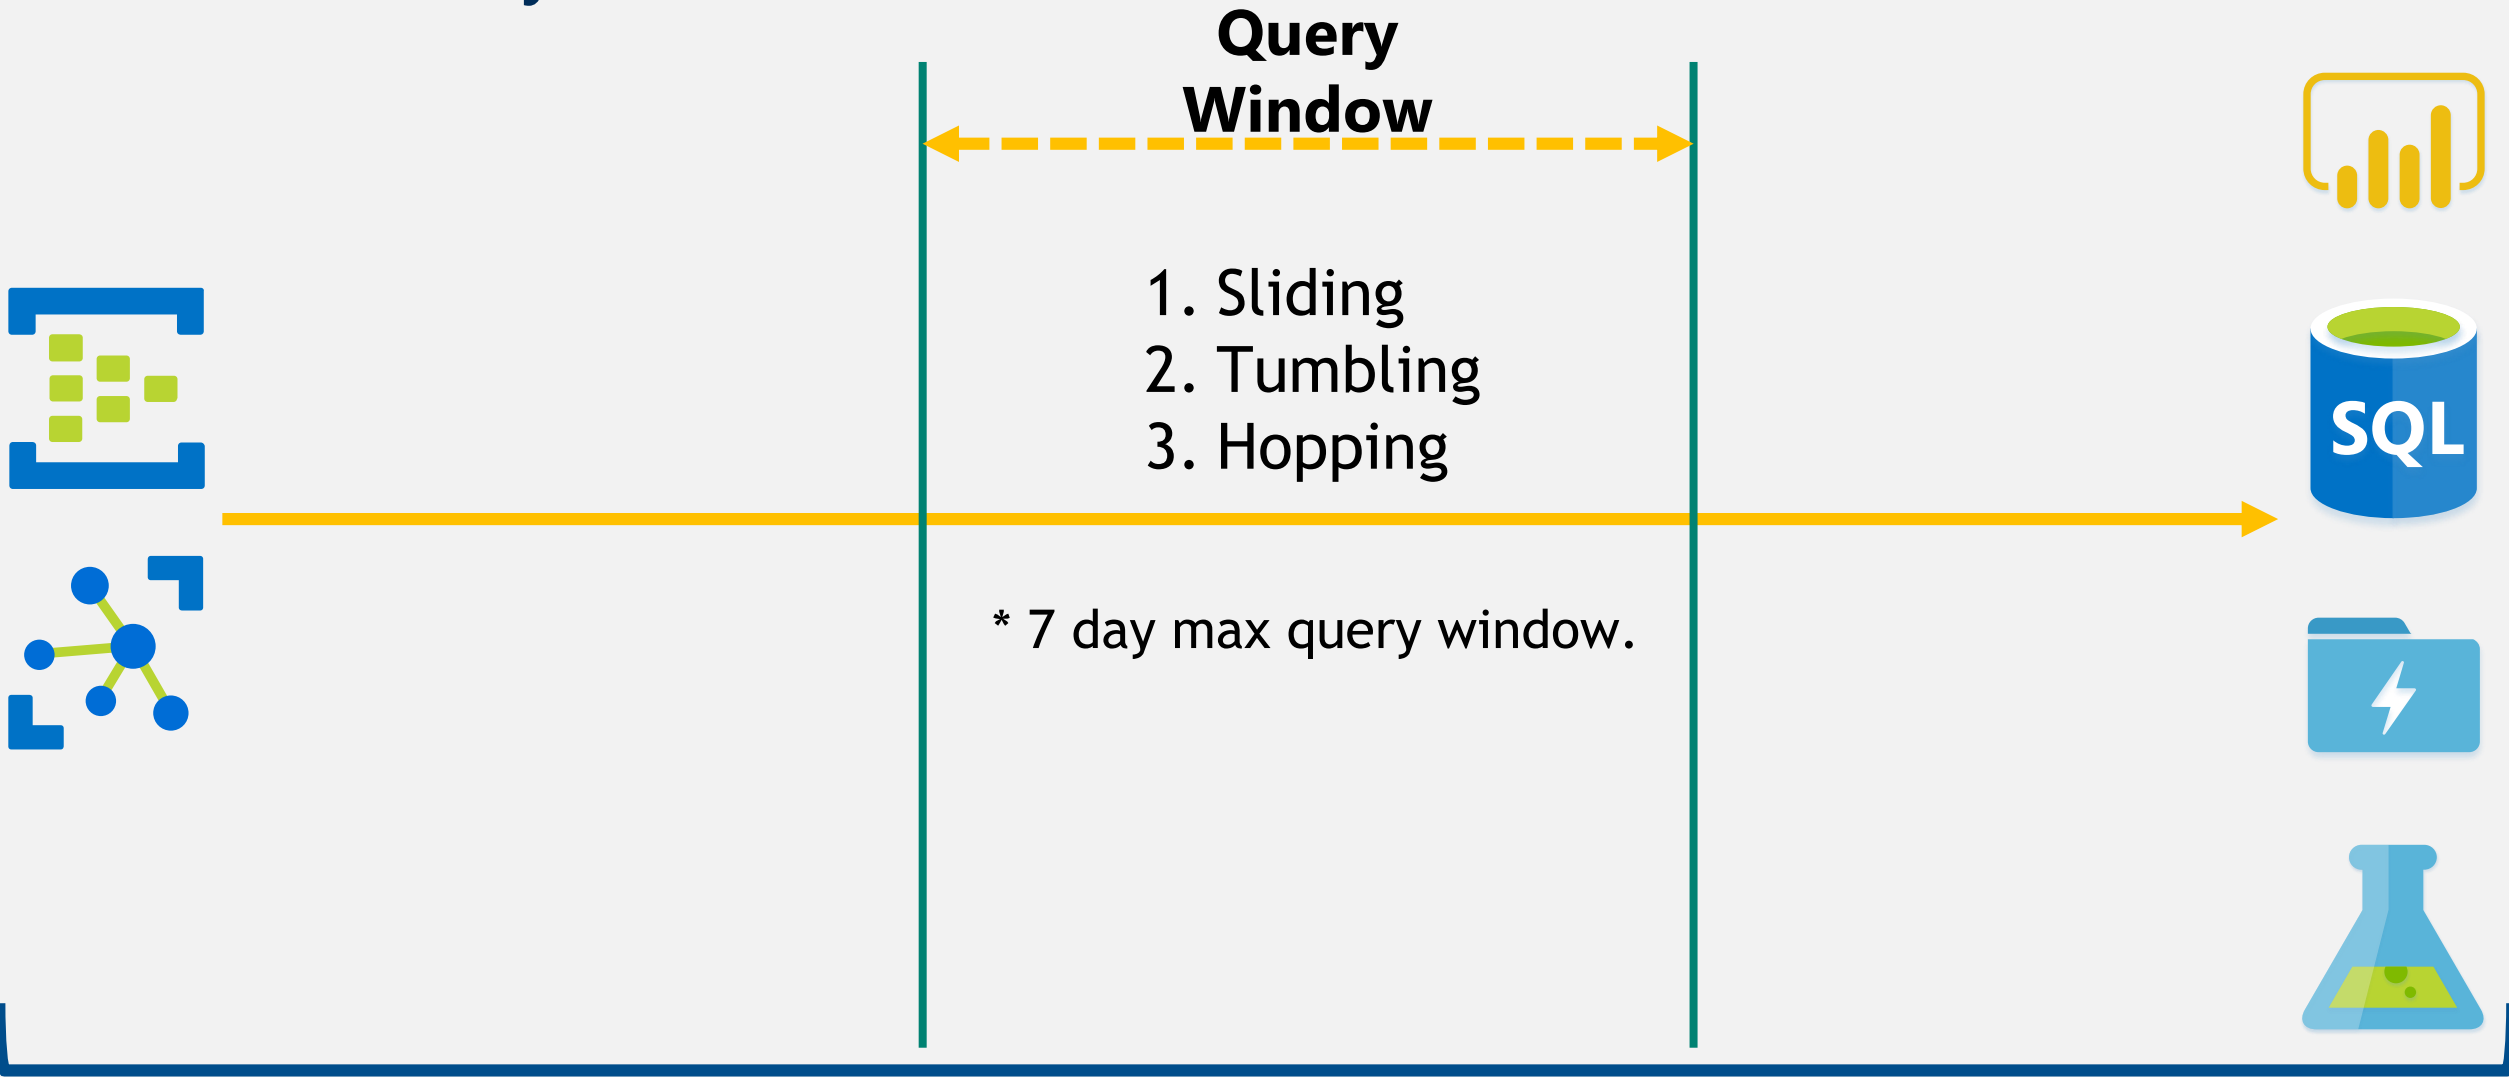 Query
Window
1. Sliding
2. Tumbling
3. Hopping
SQL
* 7 day max query window.